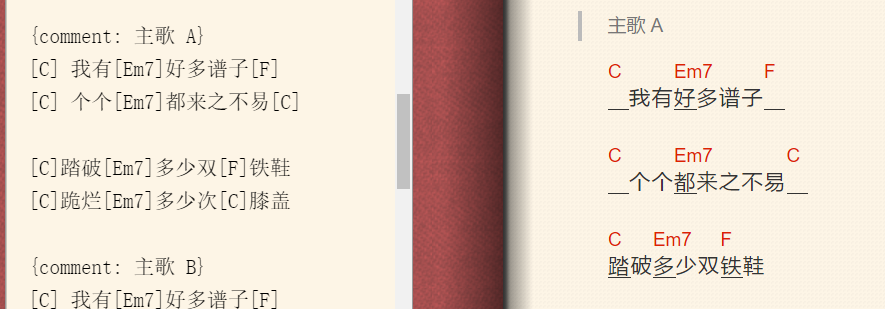 {comment: 主歌 A}
[C] 我有[Em7]好多谱子[F]
[C] 个个[Em7]都来之不易[C]
[C]踏破[Em7]多少双[F]铁鞋
[C]跪烂[Em7]多少次[C]膝盖
{comment: 主歌 B}
[C] 我有[Em7]好多谱子[F]
主歌 A
C Em7 F
__我有好多谱子__
C Em7 C
__个个都来之不易__
C Em7 F
踏破多少双铁鞋